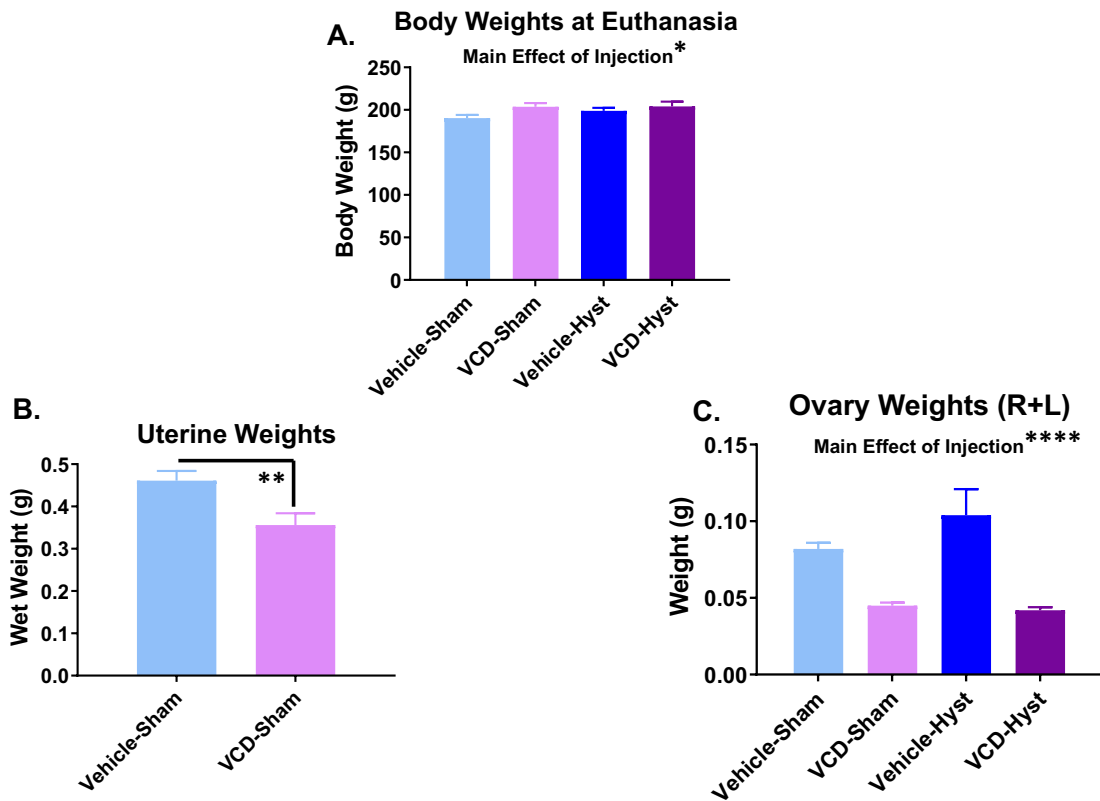 A.
Body Weights at Euthanasia
Main Effect of Injection*
Body Weight (g)
250
200
150
100
50
0
Vehicle-Sham
VCD-Sham
Vehicle-Hyst
VCD-Hyst
B.
Uterine Weights
**
Wet Weight (g)
0.5
0.4
0.3
0.2
0.1
0.0
Vehicle-Sham
VCD-Sham
C.
Ovary Weights (R+L)
Main Effect of Injection****
Weight (g)
0.15
0.10
0.05
0.00
Vehicle-Sham
VCD-Sham
Vehicle-Hyst
VCD-Hyst